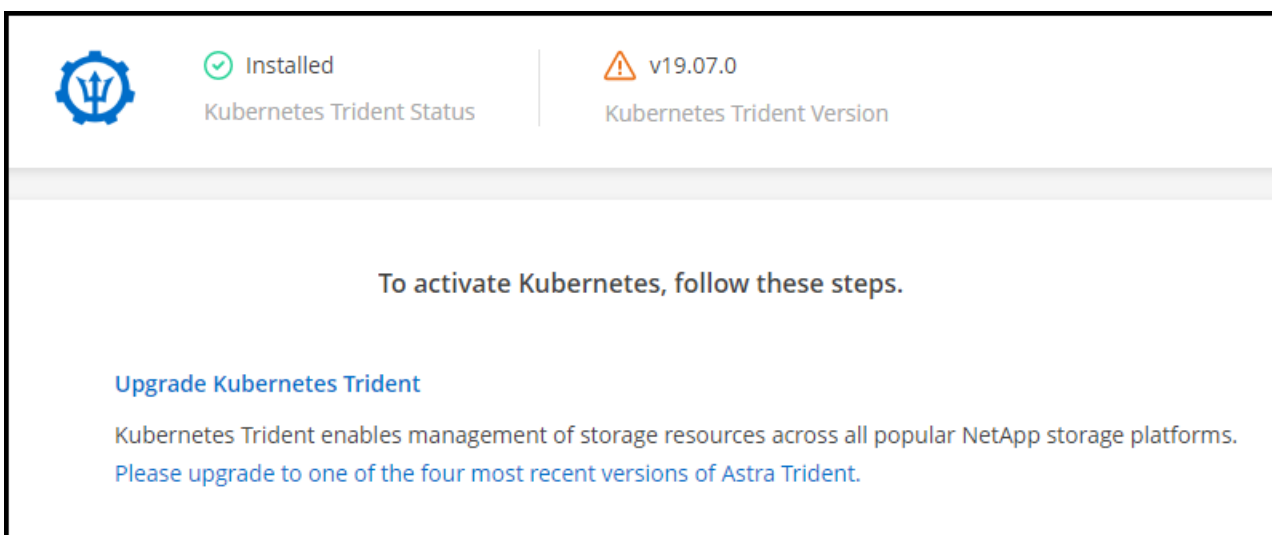 Installed
Kubernetes Trident Status
v19.07.0
Kubernetes Trident Version
To activate Kubernetes, follow these steps.
Upgrade Kubernetes Trident
Kubernetes Trident enables management of storage resources across all popular NetApp storage platforms.
Please upgrade to one of the four most recent versions of Astra Trident.